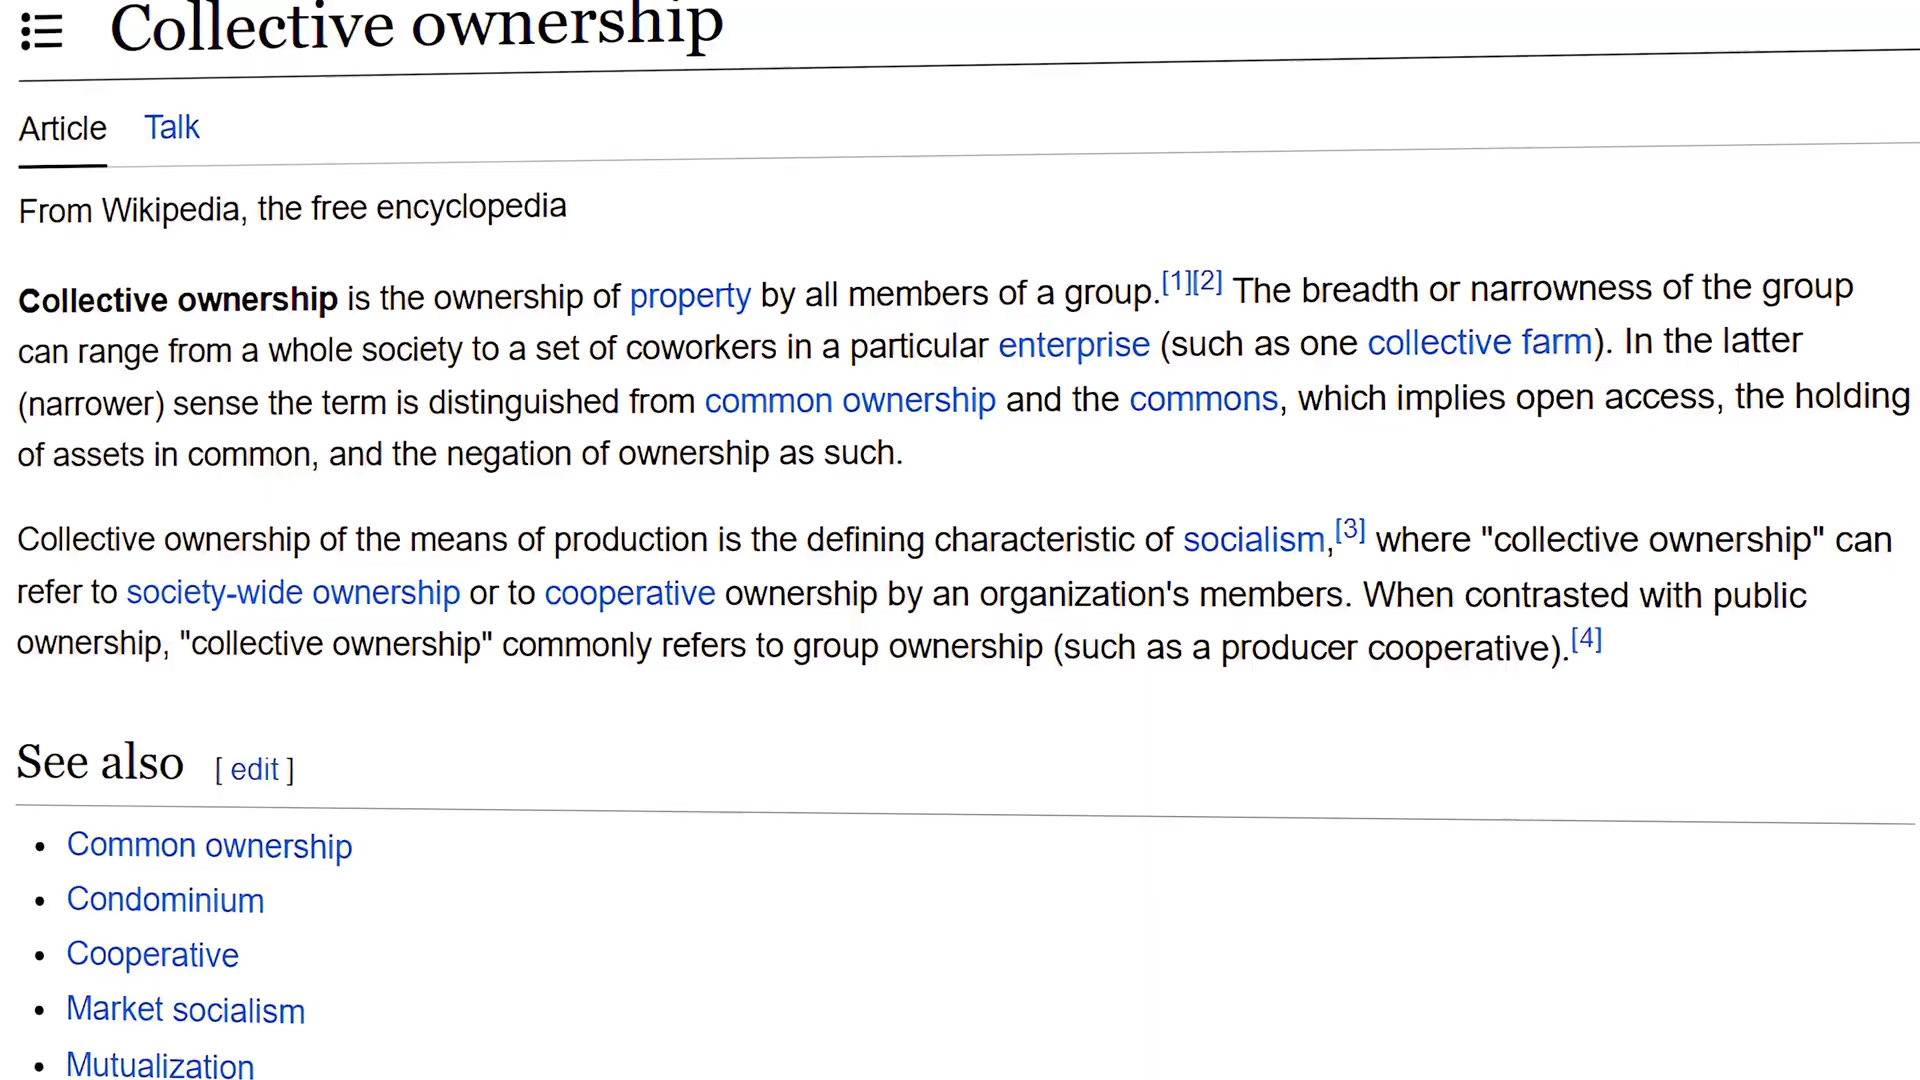 Collective ownership
Article Talk
From Wikipedia, the free encyclopedia
Collective ownership is the ownership of property by all members of a group.[1][2] The breadth or narrowness of the group
can range from a whole society to a set of coworkers in a particular enterprise (such as one collective farm). In the latter
(narrower) sense the term is distinguished from common ownership and the commons, which implies open access, the holding
of assets in common, and the negation of ownership as such.
Collective ownership of the means of production is the defining characteristic of socialism,[3] where "collective ownership" can
refer to society-wide ownership or to cooperative ownership by an organization's members. When contrasted with public
ownership, "collective ownership" commonly refers to group ownership (such as a producer cooperative).[4]
See also [ edit ]
• Common ownership
• Condominium
• Cooperative
• Market socialism
• Mutualization